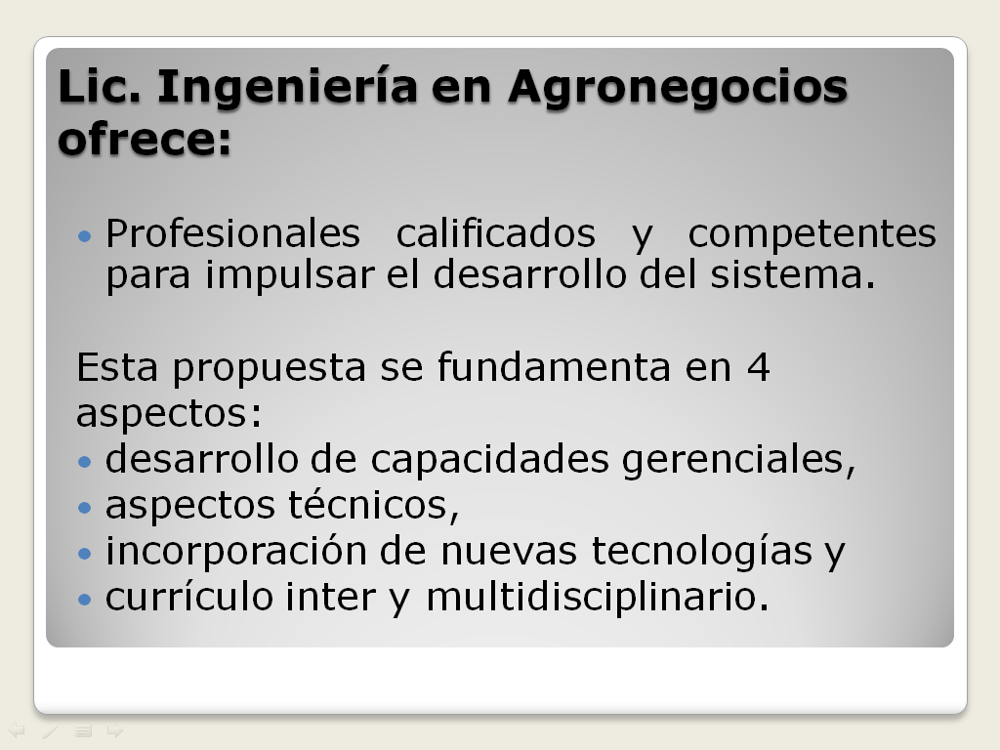 Lic. Ingeniería en Agronegocios
ofrece:
Profesionales calificados y competentes
para impulsar el desarrollo del sistema.
Esta propuesta se fundamenta en 4
aspectos:
desarrollo de capacidades gerenciales,
aspectos técnicos,
incorporación de nuevas tecnologías y
currículo inter y multidisciplinario.